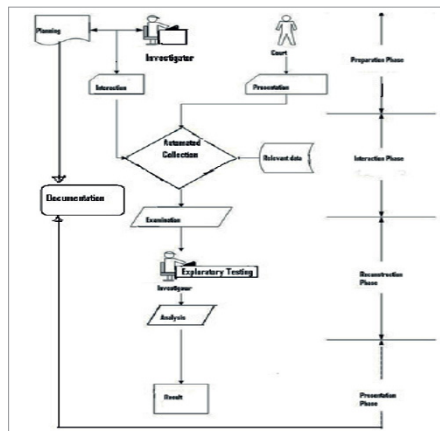 Planning
Investigator
Court
Preparation Phase
Interaction
Presentation
Automated
Collection
Relevant data
Interaction Phase
Documentation
Examination
Exploratory Testing
Investigator
Reconstruction
Phase
Analysis
Result
Presentation
Phase